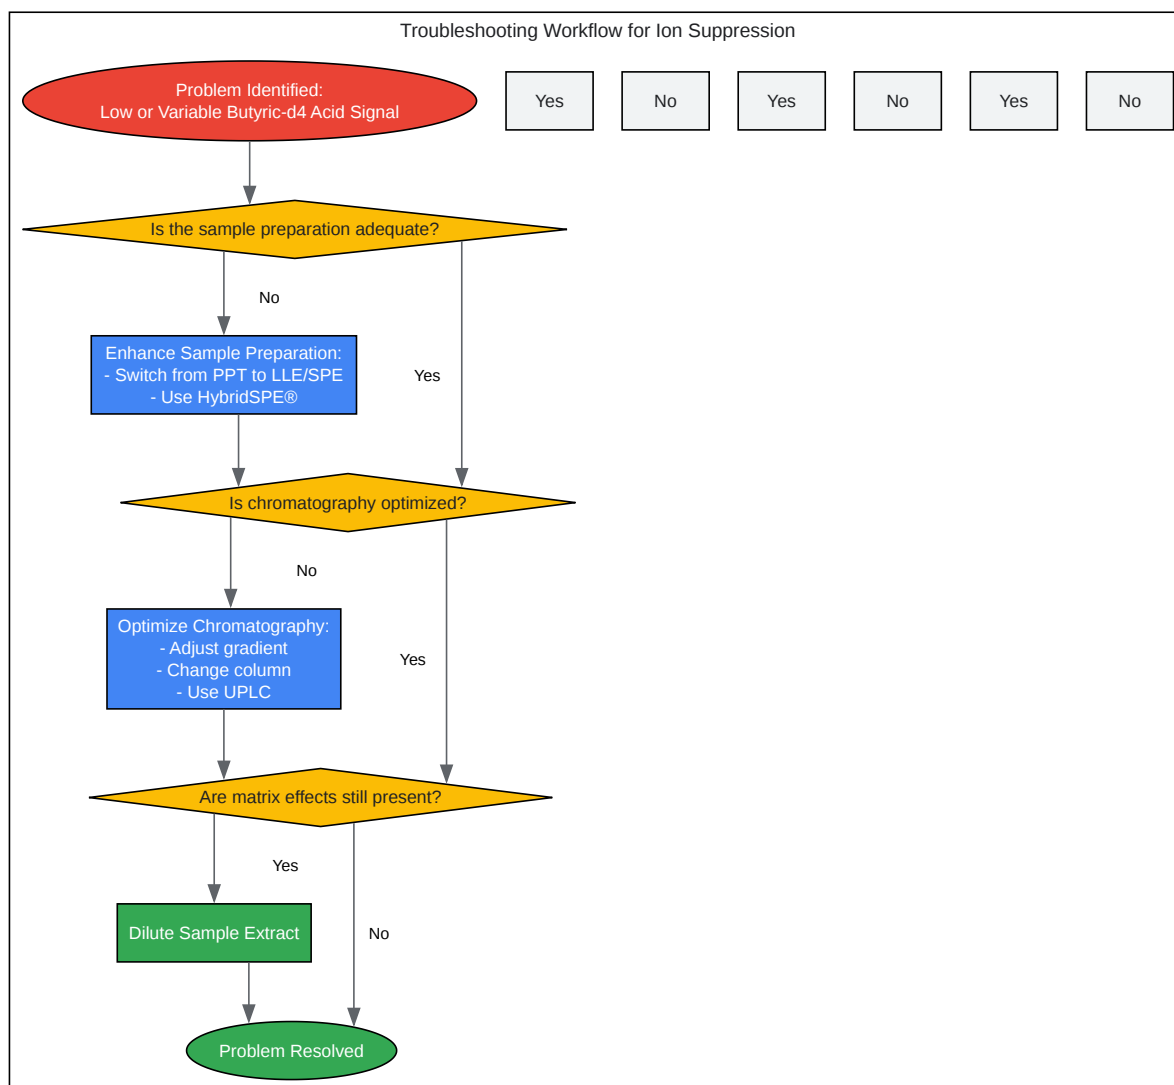 Troubleshooting Workflow for Ion Suppression
Problem Identified:
Low or Variable Butyric-d4 Acid Signal
Yes
No
Yes
No
Yes
No
Is the sample preparation adequate?
No
Enhance Sample Preparation:
- Switch from PPT to LLE/SPE
- Use HybridSPE®
Yes
Is chromatography optimized?
No
Optimize Chromatography:
- Adjust gradient
- Change column
- Use UPLC
Yes
Are matrix effects still present?
Yes
Dilute Sample Extract
No
Problem Resolved